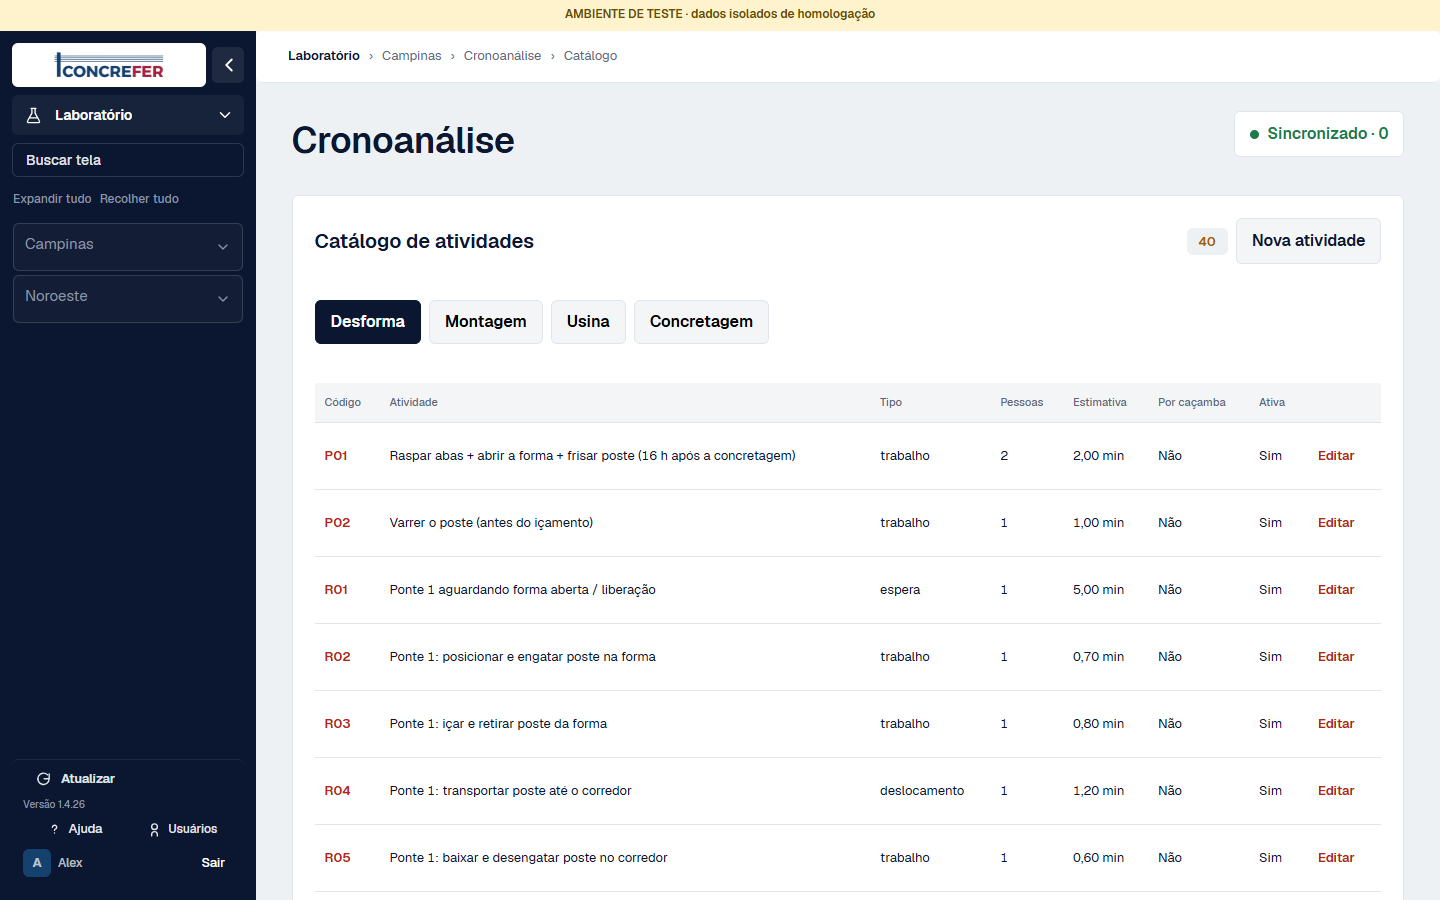 AMBIENTE DE TESTE · dados isolados de homologação
CONCREFER
Laboratório
Buscar tela
Expandir tudo Recolher tudo
Campinas
Noroeste
Atualizar
Versão 1.4.26
? Ajuda Usuários
A Alex Sair
Laboratório › Campinas › Cronoanálise › Catálogo
Cronoanálise
Sincronizado · 0
Catálogo de atividades
40
Nova atividade
Desforma Montagem Usina Concretagem
Código Atividade Tipo Pessoas Estimativa Por caçamba Ativa
P01 Raspar abas + abrir a forma + frisar poste (16 h após a concretagem) trabalho 2 2,00 min Não Sim Editar
P02 Varrer o poste (antes do içamento) trabalho 1 1,00 min Não Sim Editar
R01 Ponte 1 aguardando forma aberta / liberação espera 1 5,00 min Não Sim Editar
R02 Ponte 1: posicionar e engatar poste na forma trabalho 1 0,70 min Não Sim Editar
R03 Ponte 1: içar e retirar poste da forma trabalho 1 0,80 min Não Sim Editar
R04 Ponte 1: transportar poste até o corredor deslocamento 1 1,20 min Não Sim Editar
R05 Ponte 1: baixar e desengatar poste no corredor trabalho 1 0,60 min Não Sim Editar